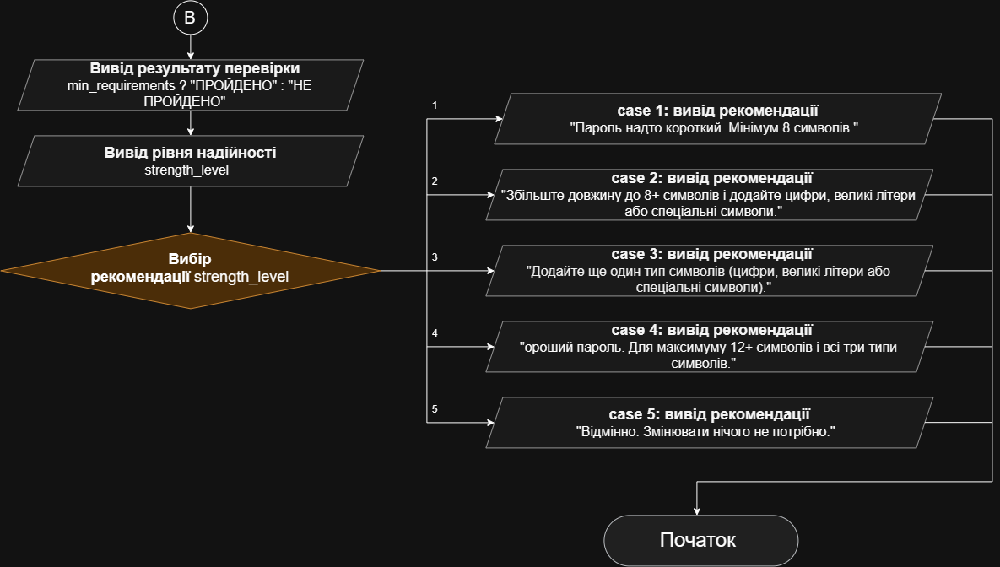 B
Вивід результату перевірки
min_requirements ? "ПРОЙДЕНО" : "НЕ
ПРОЙДЕНО"
Вивід рівня надійності
strength_level
Вибір
рекомендації strength_level
1
case 1: вивід рекомендації
"Пароль надто короткий. Мінімум 8 символів."
2
case 2: вивід рекомендації
"Збільште довжину до 8+ символів і додайте цифри, великі літери
або спеціальні символи."
3
case 3: вивід рекомендації
"Додайте ще один тип символів (цифри, великі літери або
спеціальні символи)."
4
case 4: вивід рекомендації
"ороший пароль. Для максимуму 12+ символів і всі три типи
символів."
5
case 5: вивід рекомендації
"Відмінно. Змінювати нічого не потрібно."
Початок